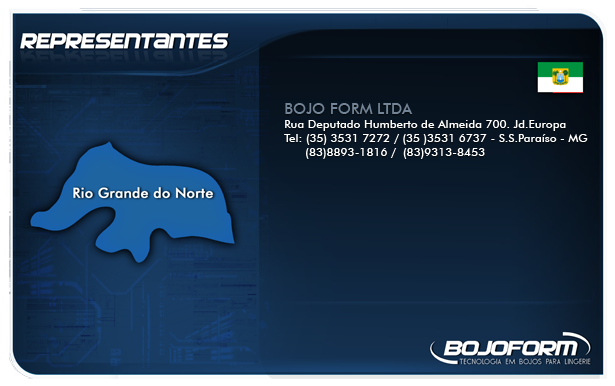 REPRESENTANTES
BOJO FORM LTDA
Rua Deputado Humberto de Almeida 700. Jd.Europa
Tel: (35) 3531 7272 / (35 )3531 6737 - S.S.Paraíso - MG
(83)8893-1816 / (83)9313-8453
Rio Grande do Norte
BOJOFORM
TECNOLOGIA EM BOJOS PARA LINGERIE